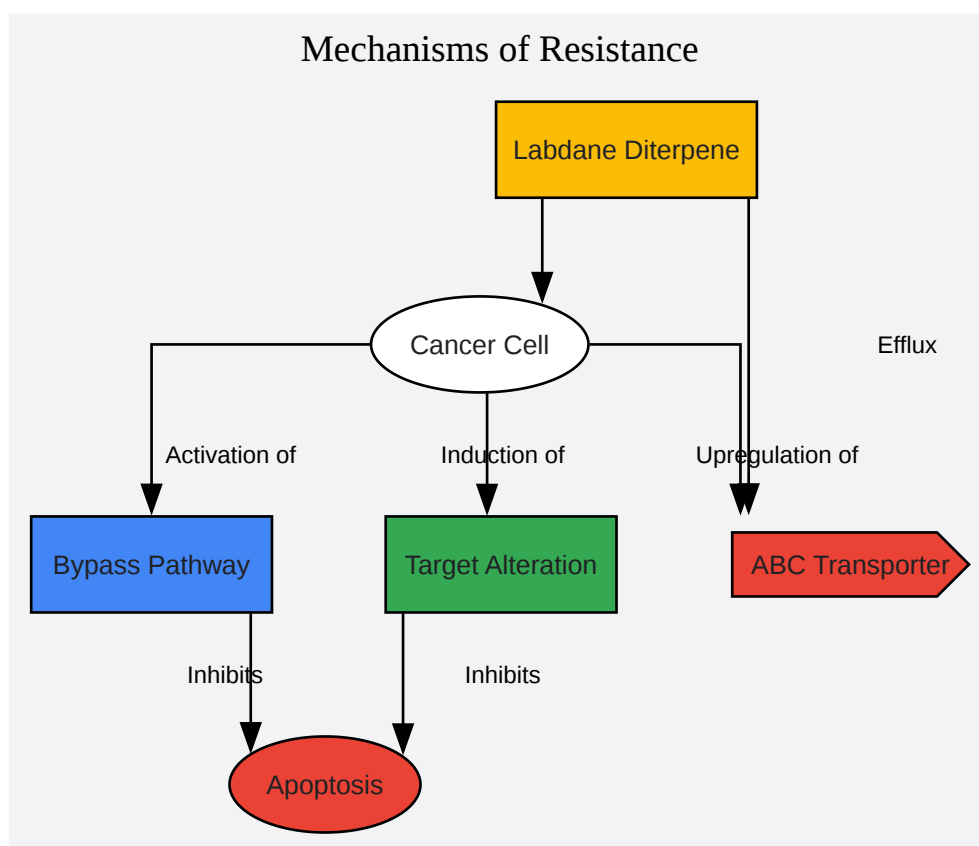 Mechanisms of Resistance
Labdane Diterpene
Cancer Cell
Efflux
Activation of
Induction of
Upregulation of
Bypass Pathway
Target Alteration
ABC Transporter
Inhibits
Inhibits
Apoptosis